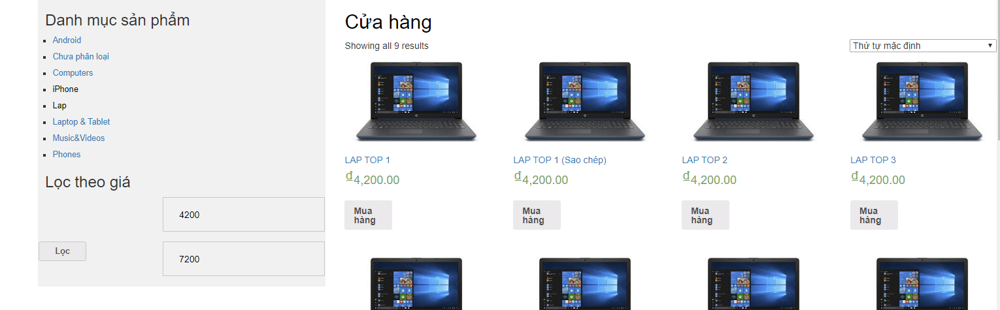 Danh mục sản phẩm
Android
Chưa phân loại
Computers
iPhone
Lap
Laptop & Tablet
Music&Videos
Phones
Lọc theo giá
4200
Lọc
7200
Cửa hàng
Showing all 9 results
Thứ tự mặc định
LAP TOP 1
₫4,200.00
Mua
hàng
LAP TOP 1 (Sao chép)
₫4,200.00
Mua
hàng
LAP TOP 2
₫4,200.00
Mua
hàng
LAP TOP 3
₫4,200.00
Mua
hàng